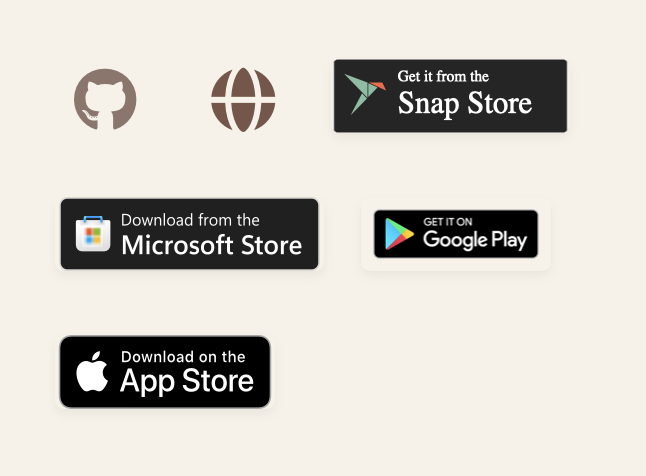 Get it from the
Snap Store
Download from the
Microsoft Store
GET IT ON
Google Play
Download on the
App Store